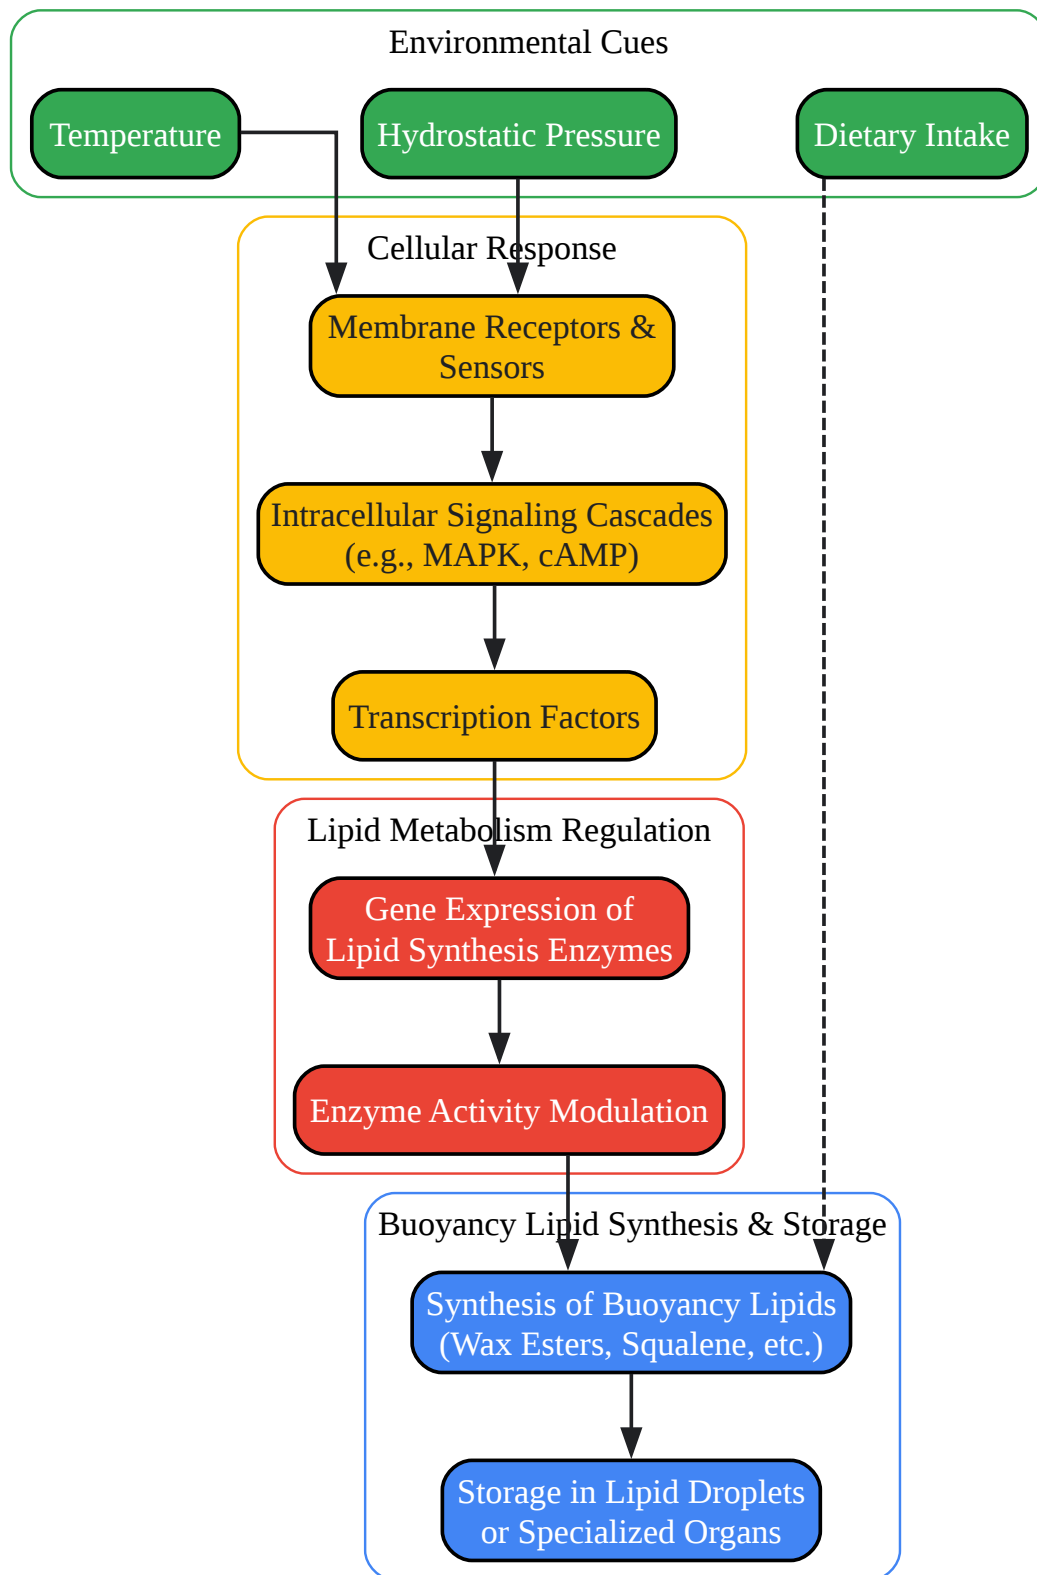 Environmental Cues
Temperature
Hydrostatic Pressure
Dietary Intake
Cellular Response
Membrane Receptors &
Sensors
Intracellular Signaling Cascades
(e.g., MAPK, cAMP)
Transcription Factors
Lipid Metabolism Regulation
Gene Expression of
Lipid Synthesis Enzymes
Enzyme Activity Modulation
Buoyancy Lipid Synthesis & Storage
Synthesis of Buoyancy Lipids
(Wax Esters, Squalene, etc.)
Storage in Lipid Droplets
or Specialized Organs